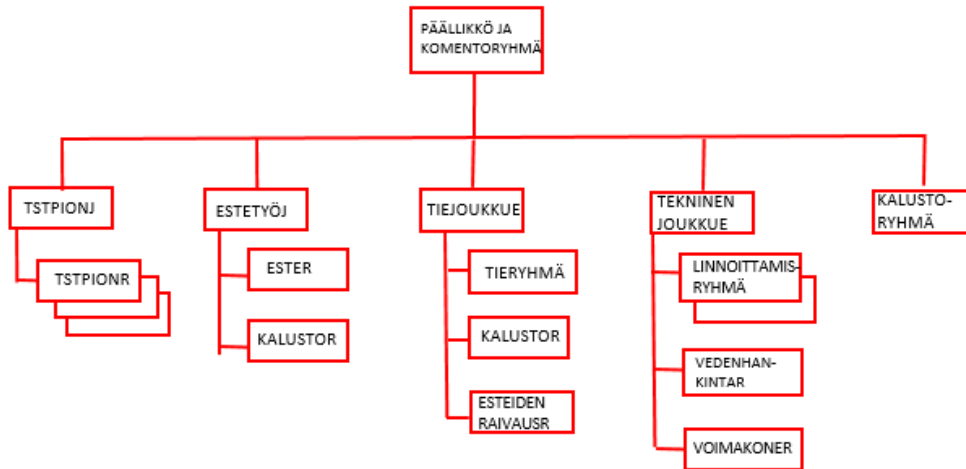 PÄÄLLIKKÖ JA
KOMENTORYHMÄ
TSTPIONJ
TSTPIONR
ESTETYÖJ
ESTER
KALUSTOR
TIEJOUKKUE
TIERYHMÄ
KALUSTOR
ESTEIDEN
RAIVAUSR
TEKNINEN
JOUKKUE
LINNOITTAMIS-
RYHMÄ
VEDENHAN-
KINTAR
VOIMAKONER
KALUSTO-
RYHMÄ